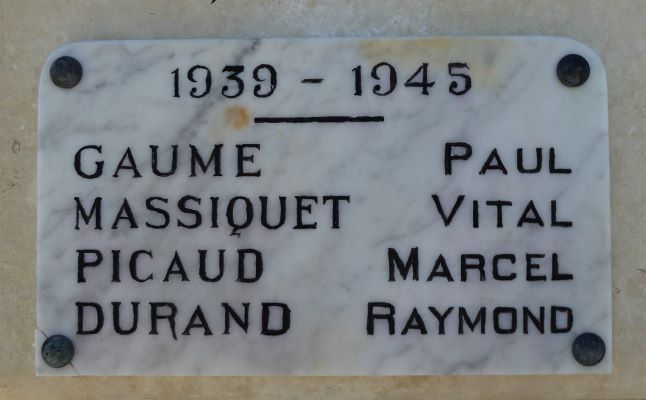 1939 - 1945
GAUME PAUL
MASSIQUET VITAL
PICAUD MARCEL
DURAND RAYMOND